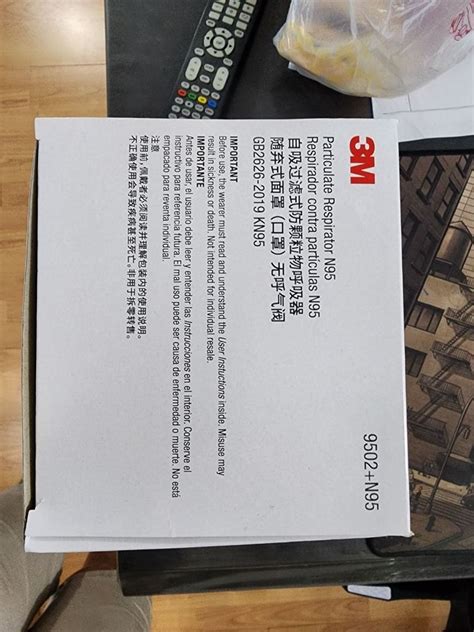 3M
9502+N95
Particulate Respirator N95
Respirador contra partículas N95
自吸过滤式防颗粒物呼吸器
随弃式面罩（口罩）无呼气阀
GB2626-2019 KN95
IMPORTANT
Before use, the wearer must read and understand the User Instructions inside. Misuse may
result in sickness or death. Not intended for individual resale.
IMPORTANTE
Antes de usar, el usuario debe leer y entender las Instrucciones en el interior. Conserve el
instructivo para referencia futura. El mal uso puede ser causa de enfermedad o muerte. No está
empacado para reventa individual.
注意
使用前，佩戴者必须阅读并理解包装内的使用说明。
不正确使用会导致疾病甚至死亡。非用于拆零转售。